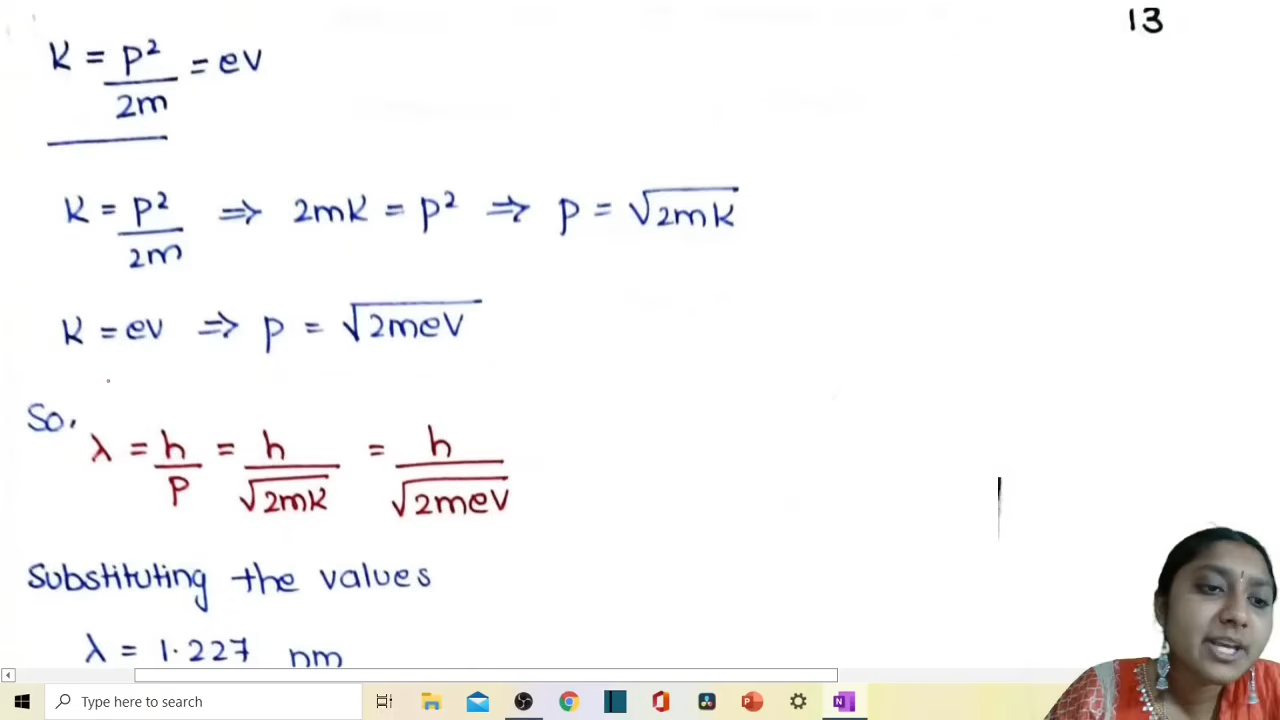 13
K = p²/2m = ev
K = p²/2m ⇒ 2mK = p² ⇒ p = √2mK
K = ev ⇒ p = √2meV
So,
λ = h/p = h/√2mK = h/√2meV
Substituting the values
λ = 1.227 nm
Type here to search